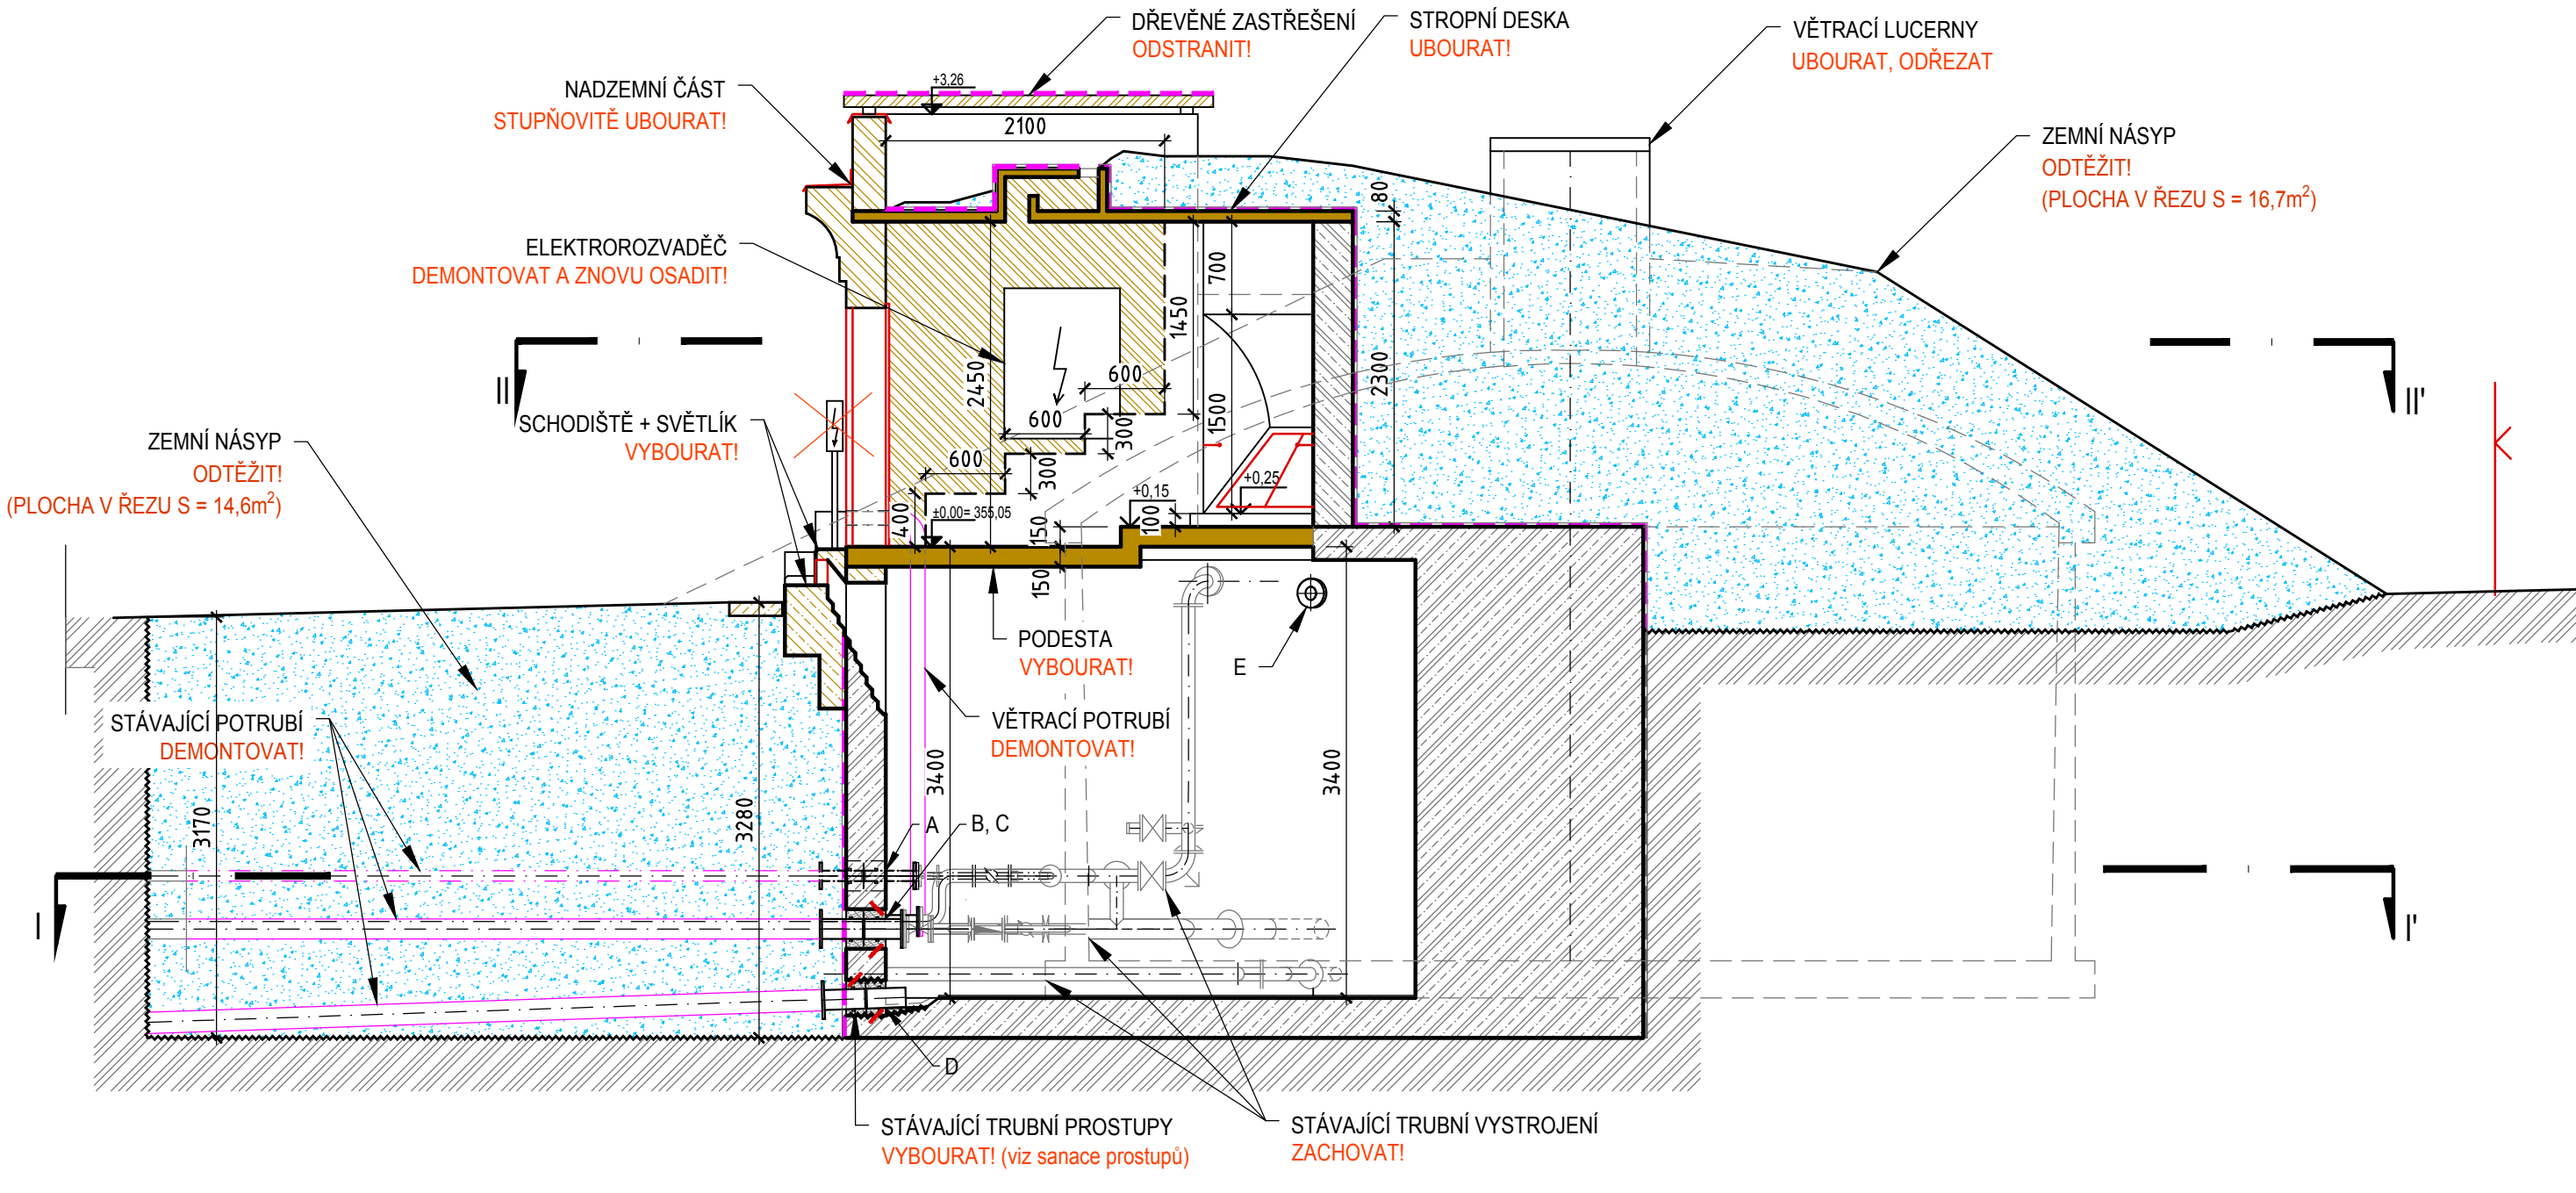 DŘEVĚNÉ ZASTŘEŠENÍ
ODSTRANIT!
STROPNÍ DESKA
UBOURAT!
VĚTRACÍ LUCERNY
UBOURAT, ODŘEZAT
NADZEMNÍ ČÁST
STUPŇOVITĚ UBOURAT!
+3,26
2100
ZEMNÍ NÁSYP
ODTĚŽIT!
(PLOCHA V ŘEZU S = 16,7m²)
80
ELEKTROROZVADĚČ
DEMONTOVAT A ZNOVU OSADIT!
700
1450
2450
600
2300
II
II'
SCHODIŠTĚ + SVĚTLÍK
VYBOURAT!
600
300
1500
ZEMNÍ NÁSYP
ODTĚŽIT!
(PLOCHA V ŘEZU S = 14,6m²)
600
300
+0,15
+0,25
400
±0,00= 355,05
150
100
150
PODESTA
VYBOURAT!
E
STÁVAJÍCÍ POTRUBÍ
DEMONTOVAT!
VĚTRACÍ POTRUBÍ
DEMONTOVAT!
3170
3280
3400
3400
A
B, C
I
I'
D
STÁVAJÍCÍ TRUBNÍ PROSTUPY
VYBOURAT! (viz sanace prostupů)
STÁVAJÍCÍ TRUBNÍ VYSTROJENÍ
ZACHOVAT!